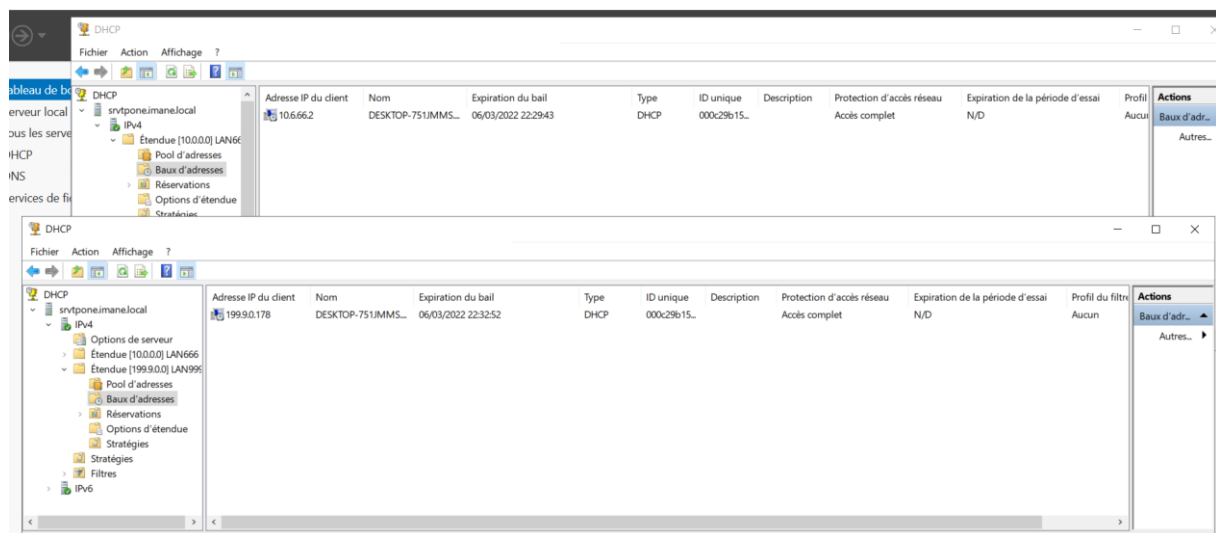 DHCP
Fichier Action Affichage ?
ableau de bo
erveur local
ous les serve
HCP
NS
ervices de fi
DHCP
srvtpone.imane.local
IPv4
Étendue [10.0.0.0] LAN66
Pool d'adresses
Baux d'adresses
Réservations
Options d'étendue
Stratégies
Adresse IP du client Nom Expiration du bail Type ID unique Description Protection d'accès réseau Expiration de la période d'essai Profil
10.6.66.2 DESKTOP-751JMMS... 06/03/2022 22:29:43 DHCP 000c29b15... Accès complet N/D Aucu
Actions
Baux d'adr...
Autres...
DHCP
Fichier Action Affichage ?
DHCP
srvtpone.imane.local
IPv4
Options de serveur
Étendue [10.0.0.0] LAN666
Étendue [199.9.0.0] LAN999
Pool d'adresses
Baux d'adresses
Réservations
Options d'étendue
Stratégies
Stratégies
Filtres
IPv6
Adresse IP du client Nom Expiration du bail Type ID unique Description Protection d'accès réseau Expiration de la période d'essai Profil du filtre
199.9.0.178 DESKTOP-751JMMS... 06/03/2022 22:32:52 DHCP 000c29b15... Accès complet N/D Aucun
Actions
Baux d'adr...
Autres...